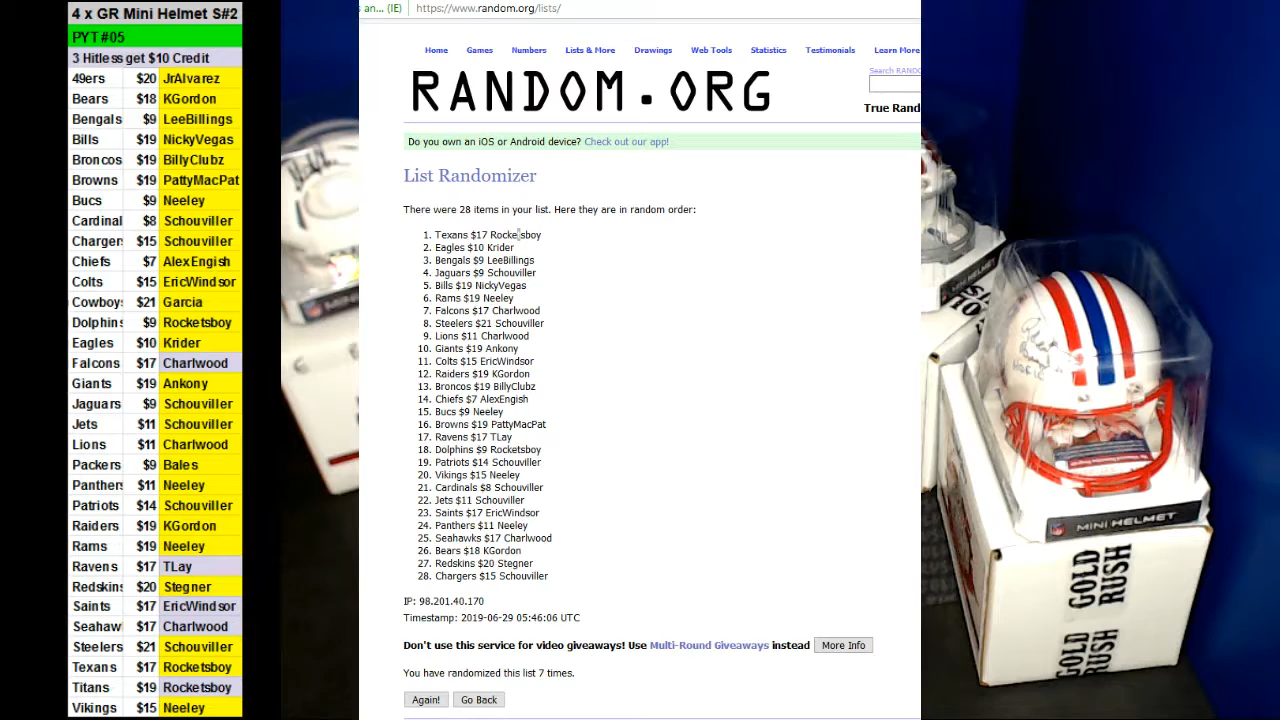 4 x GR Mini Helmet S#2
PYT #05
3 Hitless get $10 Credit
49ers $20 JrAlvarez
Bears $18 KGordon
Bengals $9 LeeBillings
Bills $19 NickyVegas
Broncos $19 BillyClubz
Browns $19 PattyMacPat
Bucs $9 Neeley
Cardinal $8 Schouviller
Chargers $15 Schouviller
Chiefs $7 AlexEngish
Colts $15 EricWindsor
Cowboys $21 Garcia
Dolphins $9 Rocketsboy
Eagles $10 Krider
Falcons $17 Charlwood
Giants $19 Ankony
Jaguars $9 Schouviller
Jets $11 Schouviller
Lions $11 Charlwood
Packers $9 Bales
Panthers $11 Neeley
Patriots $14 Schouviller
Raiders $19 KGordon
Rams $19 Neeley
Ravens $17 TLay
Redskins $20 Stegner
Saints $17 EricWindsor
Seahaw $17 Charlwood
Steelers $21 Schouviller
Texans $17 Rocketsboy
Titans $19 Rocketsboy
Vikings $15 Neeley
s an... (IE) https://www.random.org/lists/
Home Games Numbers Lists & More Drawings Web Tools Statistics Testimonials Learn More
Search RANDO
RANDOM.ORG
True Rand
Do you own an iOS or Android device? Check out our app!
List Randomizer
There were 28 items in your list. Here they are in random order:
1. Texans $17 Rocketsboy
2. Eagles $10 Krider
3. Bengals $9 LeeBillings
4. Jaguars $9 Schouviller
5. Bills $19 NickyVegas
6. Rams $19 Neeley
7. Falcons $17 Charlwood
8. Steelers $21 Schouviller
9. Lions $11 Charlwood
10. Giants $19 Ankony
11. Colts $15 EricWindsor
12. Raiders $19 KGordon
13. Broncos $19 BillyClubz
14. Chiefs $7 AlexEngish
15. Bucs $9 Neeley
16. Browns $19 PattyMacPat
17. Ravens $17 TLay
18. Dolphins $9 Rocketsboy
19. Patriots $14 Schouviller
20. Vikings $15 Neeley
21. Cardinals $8 Schouviller
22. Jets $11 Schouviller
23. Saints $17 EricWindsor
24. Panthers $11 Neeley
25. Seahawks $17 Charlwood
26. Bears $18 KGordon
27. Redskins $20 Stegner
28. Chargers $15 Schouviller
IP: 98.201.40.170
Timestamp: 2019-06-29 05:46:06 UTC
Don't use this service for video giveaways! Use Multi-Round Giveaways instead More Info
You have randomized this list 7 times.
Again! Go Back
MINI HELMET
GOLD RUSH